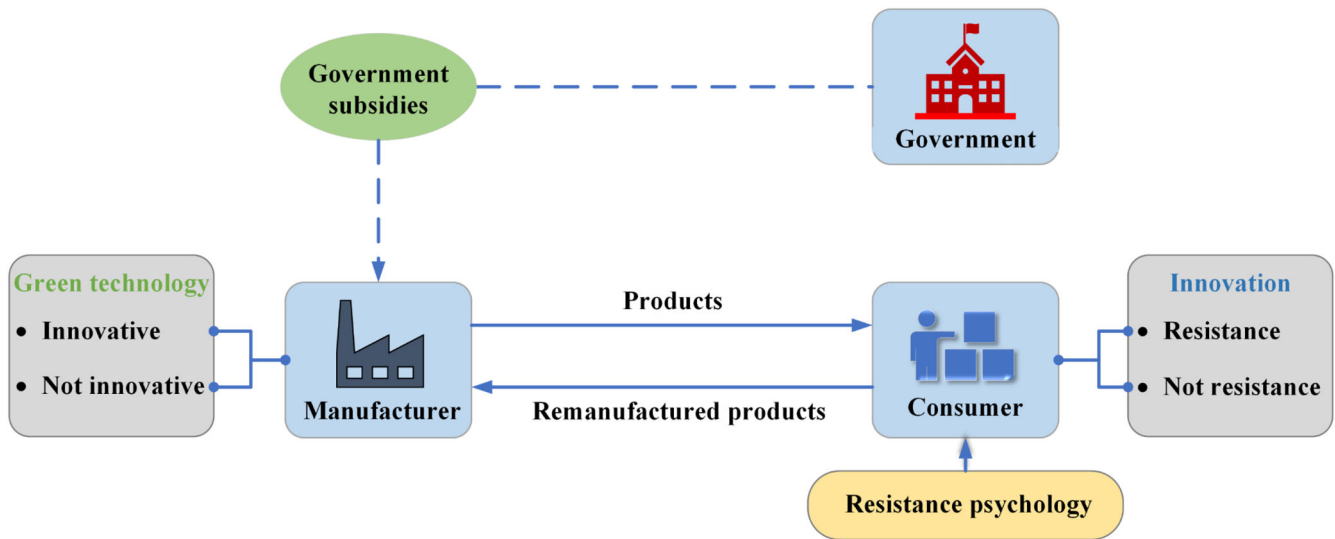 Government
subsidies
Government
Green technology
• Innovative
• Not innovative
Manufacturer
Products
Remanufactured products
Consumer
Innovation
• Resistance
• Not resistance
Resistance psychology